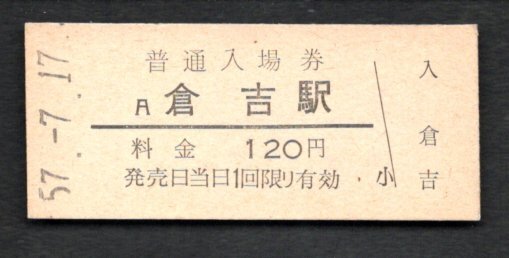 57.-7.17
普通入場券
A 倉吉駅
料金 120円
発売日当日1回限り有効
小
入
倉
吉